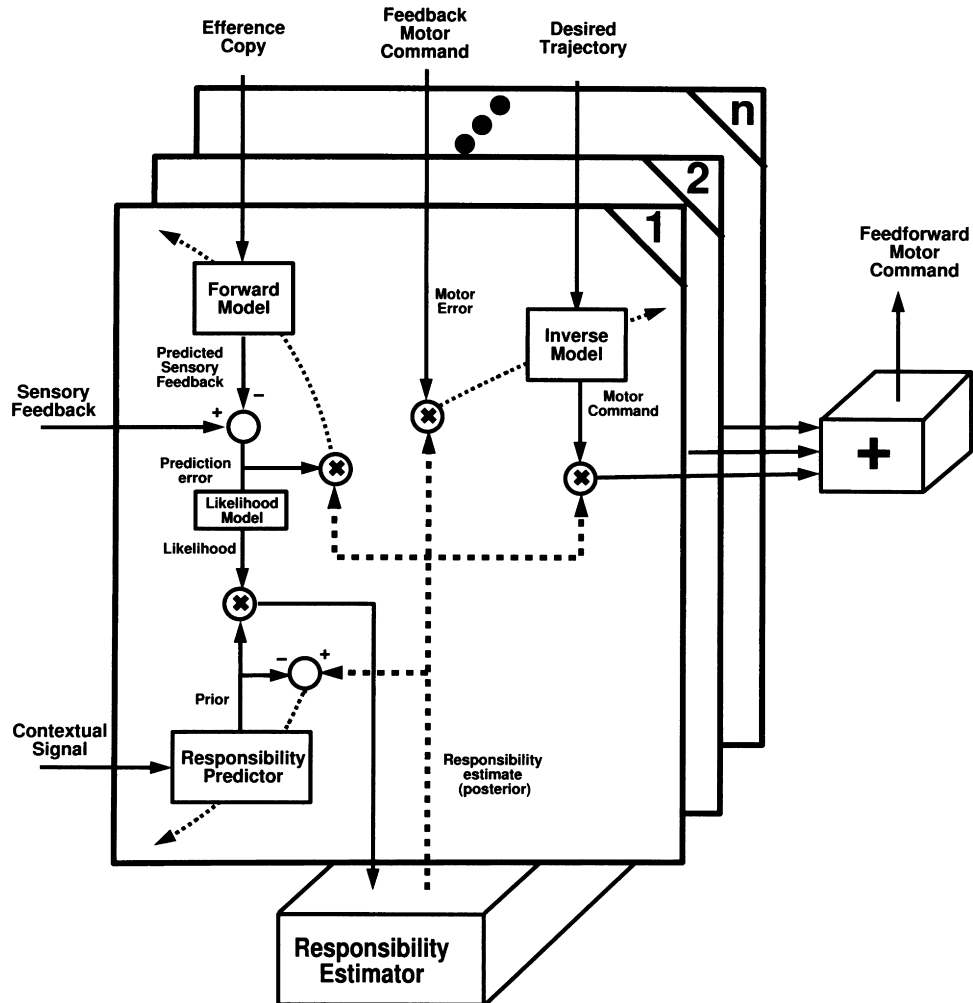 Efference
Copy
Feedback
Motor
Command
Desired
Trajectory
n
2
1
Feedforward
Motor
Command
Forward
Model
Motor
Error
Inverse
Model
Predicted
Sensory
Feedback
−
Sensory
Feedback
+
Motor
Command
+
Prediction
error
Likelihood
Model
Likelihood
− +
Prior
Contextual
Signal
Responsibility
Predictor
Responsibility
estimate
(posterior)
Responsibility
Estimator